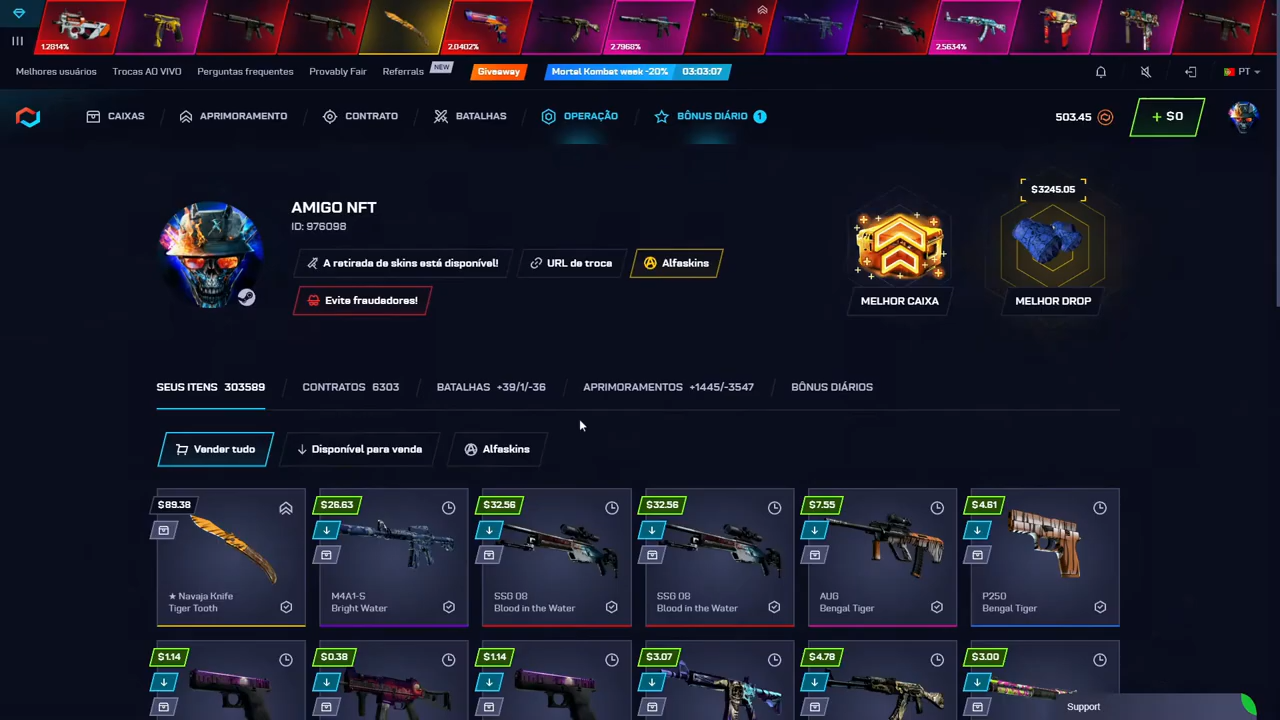 1.2814%
2.0402%
2.7968%
2.5634%
Melhores usuários Trocas AO VIVO Perguntas frequentes Provably Fair Referrals NEW Giveaway Mortal Kombat week -20% 03:03:07 PT
CAIXAS APRIMORAMENTO CONTRATO BATALHAS OPERAÇÃO BÔNUS DIÁRIO 1 503.45 + $0
AMIGO NFT
ID: 976098
A retirada de skins está disponível! URL de troca Alfaskins
Evite fraudadores!
$3245.05
MELHOR CAIXA MELHOR DROP
SEUS ITENS 303589 CONTRATOS 6303 BATALHAS +39/1/-36 APRIMORAMENTOS +1445/-3547 BÔNUS DIÁRIOS
Vender tudo Disponível para venda Alfaskins
$89.38 $26.63 $32.56 $32.56 $7.55 $4.61
★ Navaja Knife M4A1-S SSG 08 SSG 08 AUG P250
Tiger Tooth Bright Water Blood in the Water Blood in the Water Bengal Tiger Bengal Tiger
$1.14 $0.38 $1.14 $3.07 $4.78 $3.00
Support